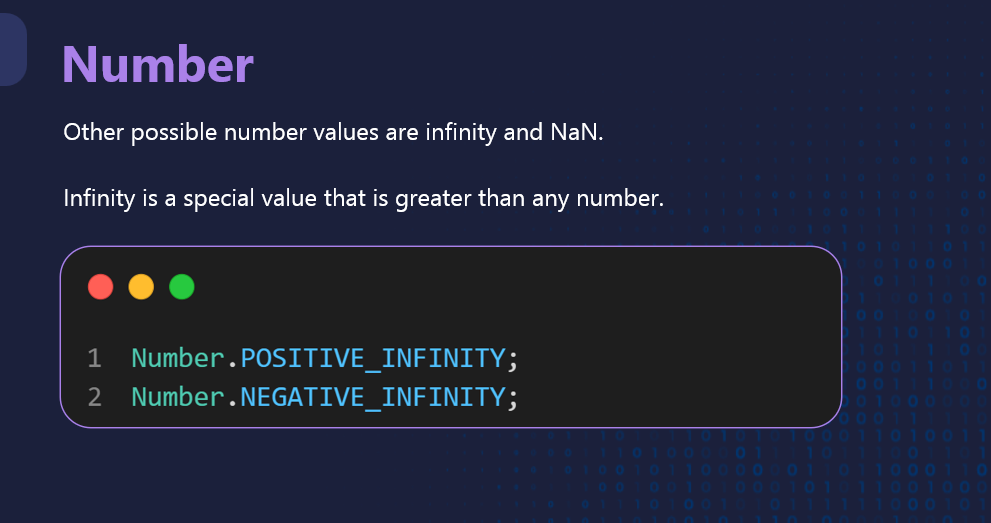 Number
Other possible number values are infinity and NaN.
Infinity is a special value that is greater than any number.
1 Number.POSITIVE_INFINITY;
2 Number.NEGATIVE_INFINITY;